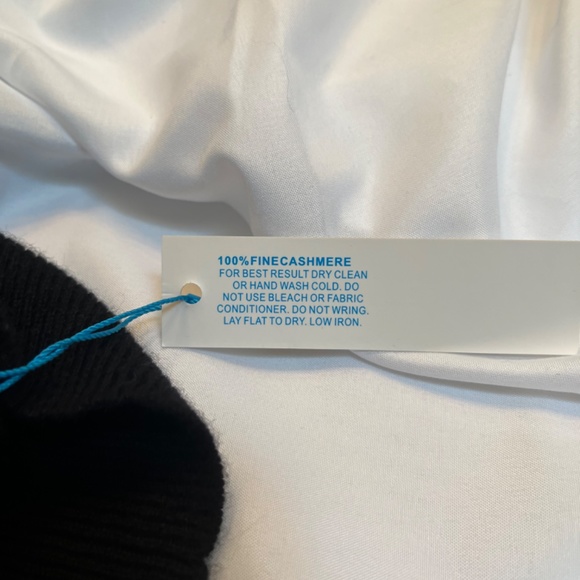 100%FINECASHMERE
FOR BEST RESULT DRY CLEAN
OR HAND WASH COLD. DO
NOT USE BLEACH OR FABRIC
CONDITIONER. DO NOT WRING.
LAY FLAT TO DRY. LOW IRON.